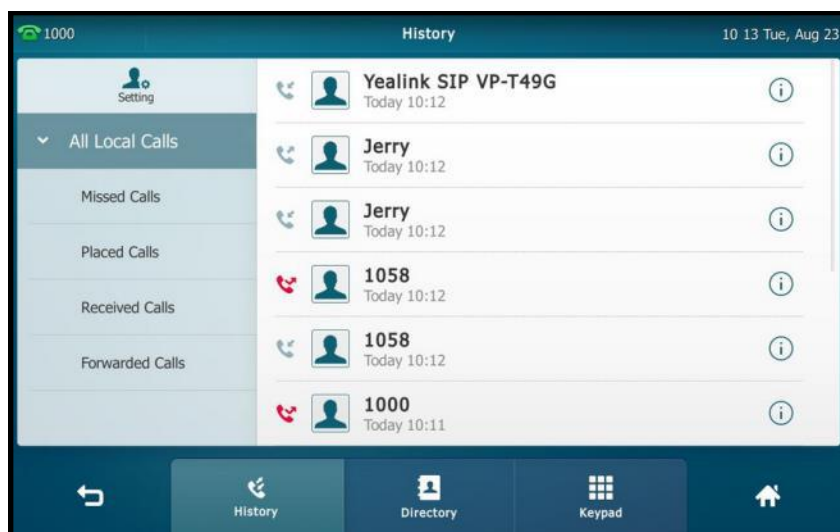 1000
History
10 13 Tue, Aug 23
Setting
All Local Calls
Missed Calls
Placed Calls
Received Calls
Forwarded Calls
Yealink SIP VP-T49G
Today 10:12
Jerry
Today 10:12
Jerry
Today 10:12
1058
Today 10:12
1058
Today 10:12
1000
Today 10:11
History
Directory
Keypad